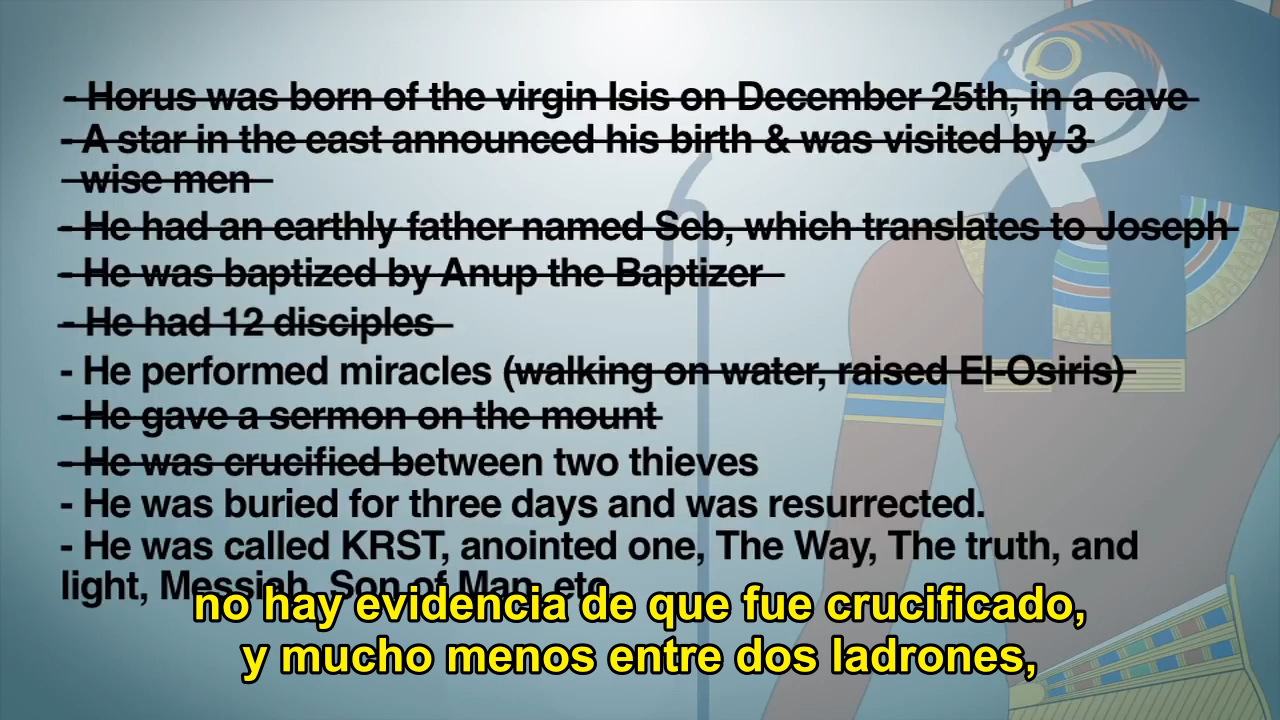 - Horus was born of the virgin Isis on December 25th, in a cave
- A star in the east announced his birth & was visited by 3
wise men
- He had an earthly father named Seb, which translates to Joseph
- He was baptized by Anup the Baptizer
- He had 12 disciples
- He performed miracles (walking on water, raised El-Osiris)
- He gave a sermon on the mount
- He was crucified between two thieves
- He was buried for three days and was resurrected.
- He was called KRST, anointed one, The Way, The truth, and
light, Messiah, Son of Man, etc
no hay evidencia de que fue crucificado,
y mucho menos entre dos ladrones,